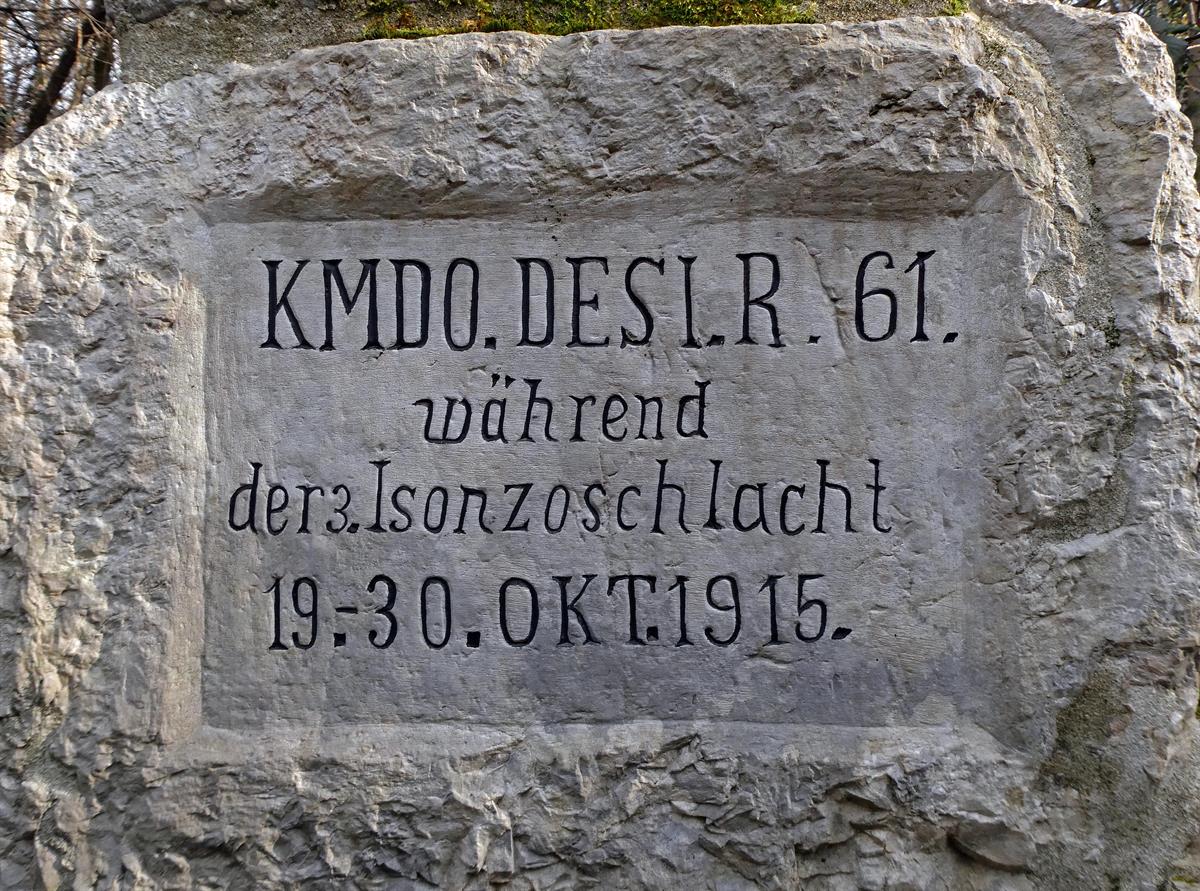 KMDO. DES I.R. 61.
während
der 3. Isonzoschlacht
19.-30. OKT. 1915.